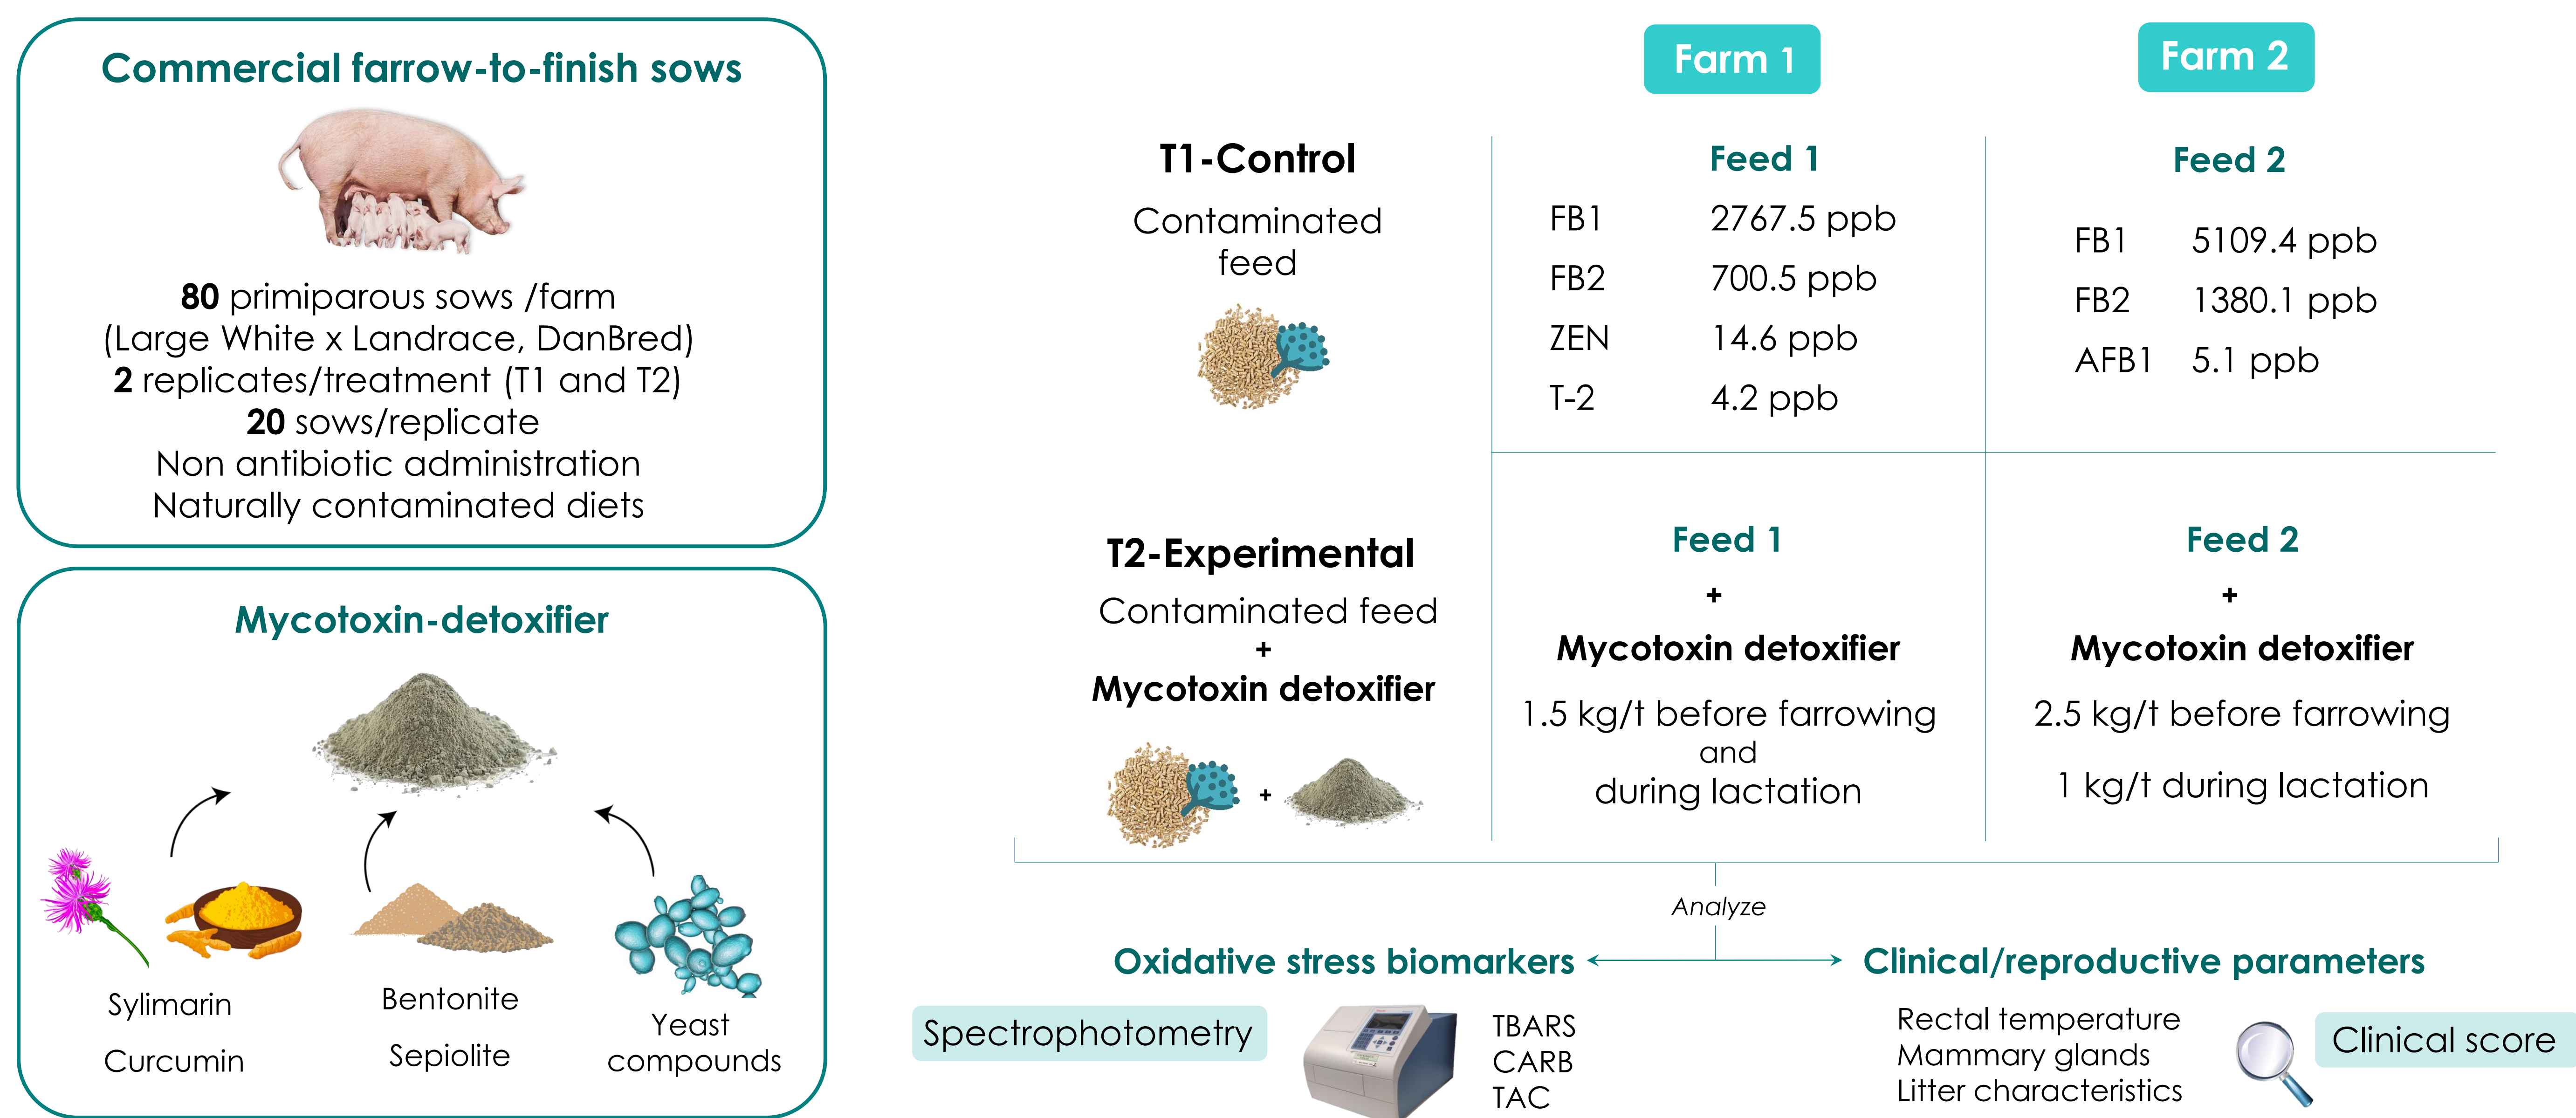 Commercial farrow-to-finish sows
80 primiparous sows /farm
(Large White x Landrace, DanBred)
2 replicates/treatment (T1 and T2)
20 sows/replicate
Non antibiotic administration
Naturally contaminated diets
Mycotoxin-detoxifier
Sylimarin
Curcumin
Bentonite
Sepiolite
Yeast
compounds
Farm 1
Farm 2
T1-Control
Contaminated
feed
Feed 1
FB1 2767.5 ppb
FB2 700.5 ppb
ZEN 14.6 ppb
T-2 4.2 ppb
Feed 2
FB1 5109.4 ppb
FB2 1380.1 ppb
AFB1 5.1 ppb
T2-Experimental
Contaminated feed
+
Mycotoxin detoxifier
+
Feed 1
+
Mycotoxin detoxifier
1.5 kg/t before farrowing
and
during lactation
Feed 2
+
Mycotoxin detoxifier
2.5 kg/t before farrowing
1 kg/t during lactation
Analyze
Oxidative stress biomarkers
Spectrophotometry
TBARS
CARB
TAC
Clinical/reproductive parameters
Rectal temperature
Mammary glands
Litter characteristics
Clinical score